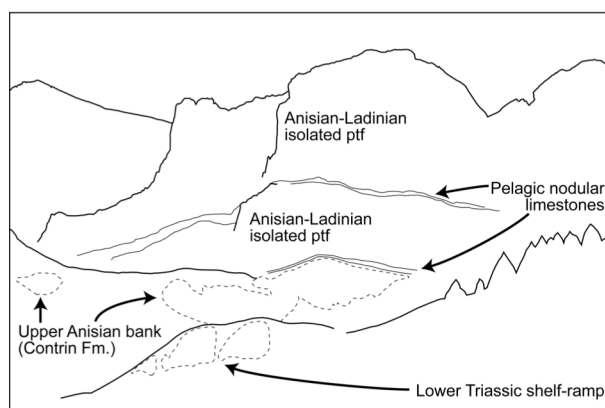 Anisian-Ladinian
isolated ptf
Pelagic nodular
limestones
Anisian-Ladinian
isolated ptf
Upper Anisian bank
(Contrin Fm.)
Lower Triassic shelf-ramp